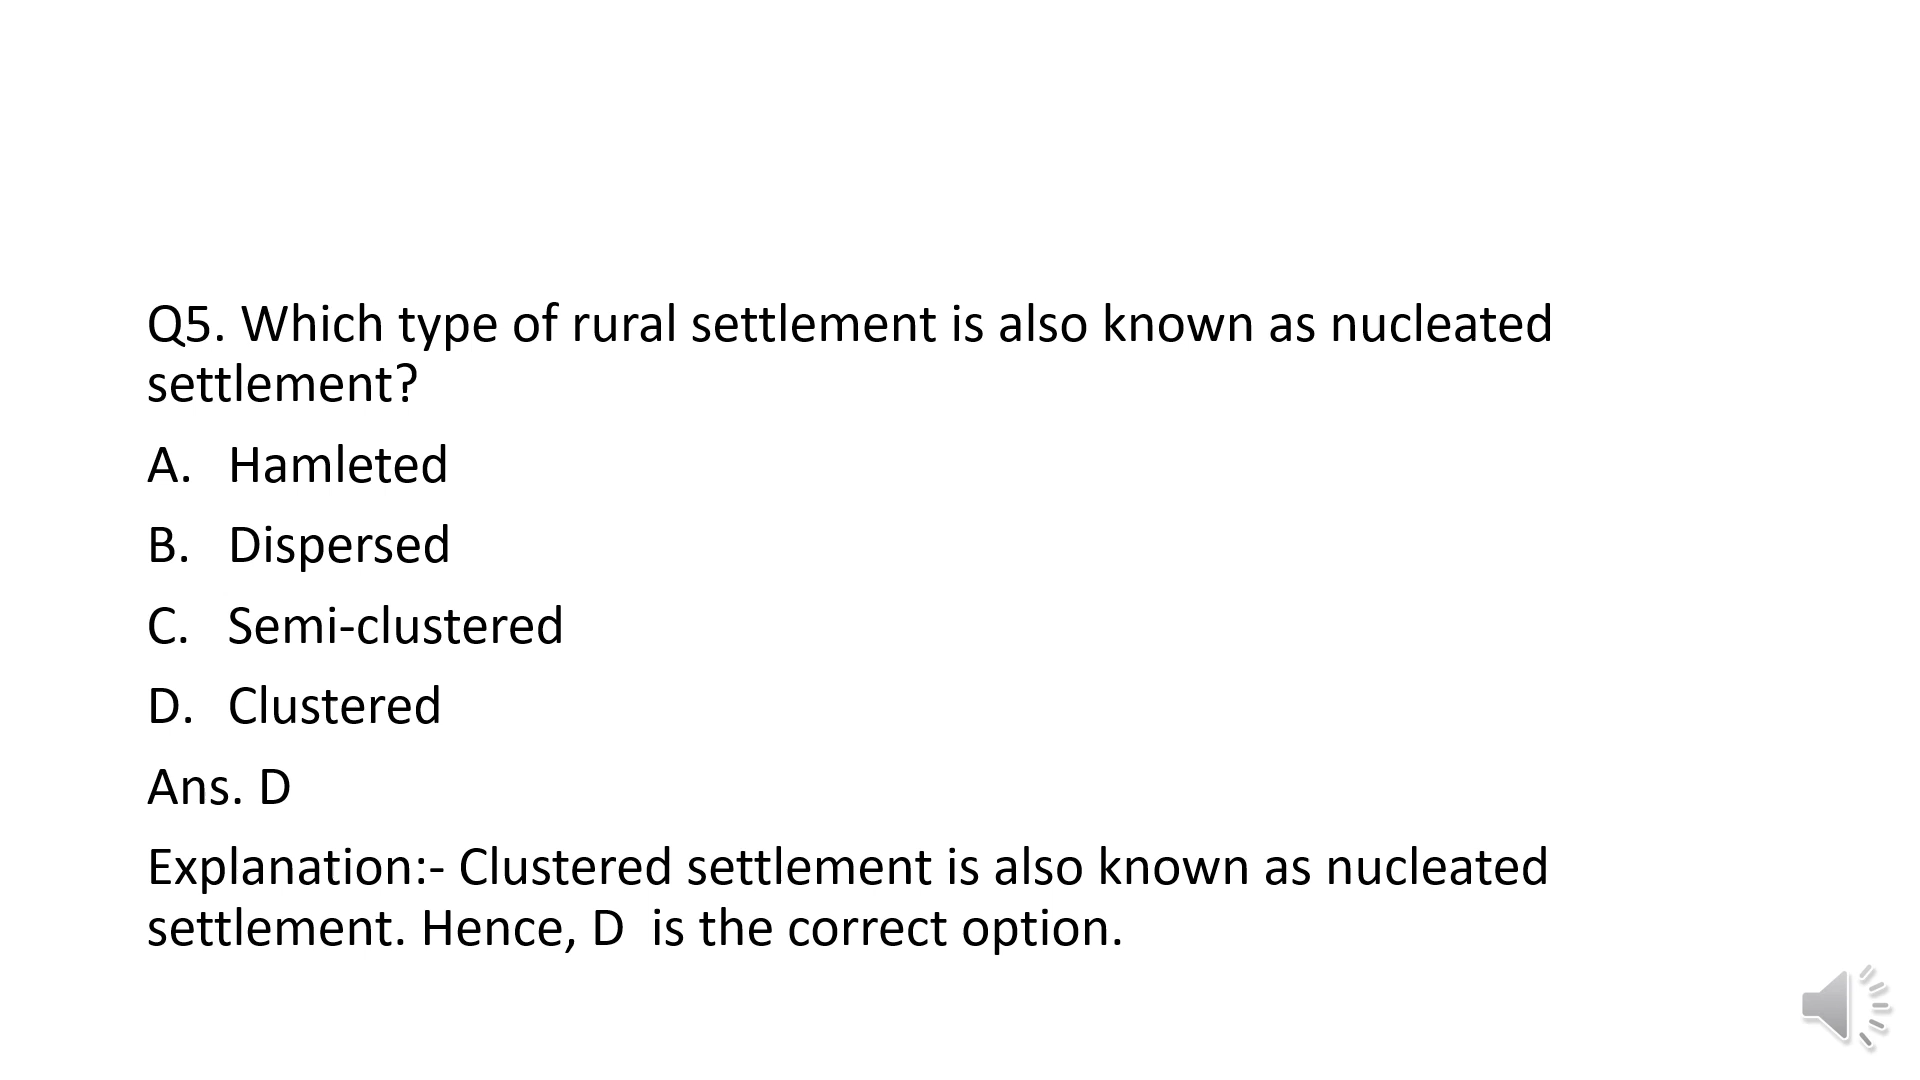 Q5. Which type of rural settlement is also known as nucleated
settlement?
A. Hamleted
B. Dispersed
C. Semi-clustered
D. Clustered
Ans. D
Explanation:- Clustered settlement is also known as nucleated
settlement. Hence, D  is the correct option.